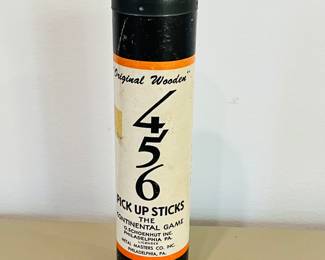 "Original Wooden"
456
PICK UP STICKS
THE
CONTINENTAL GAME
O. SCHOENHUT INC.
PHILADELPHIA PA.
LICENSEE
METAL MASTERS CO. INC.
PHILADELPHIA, PA.